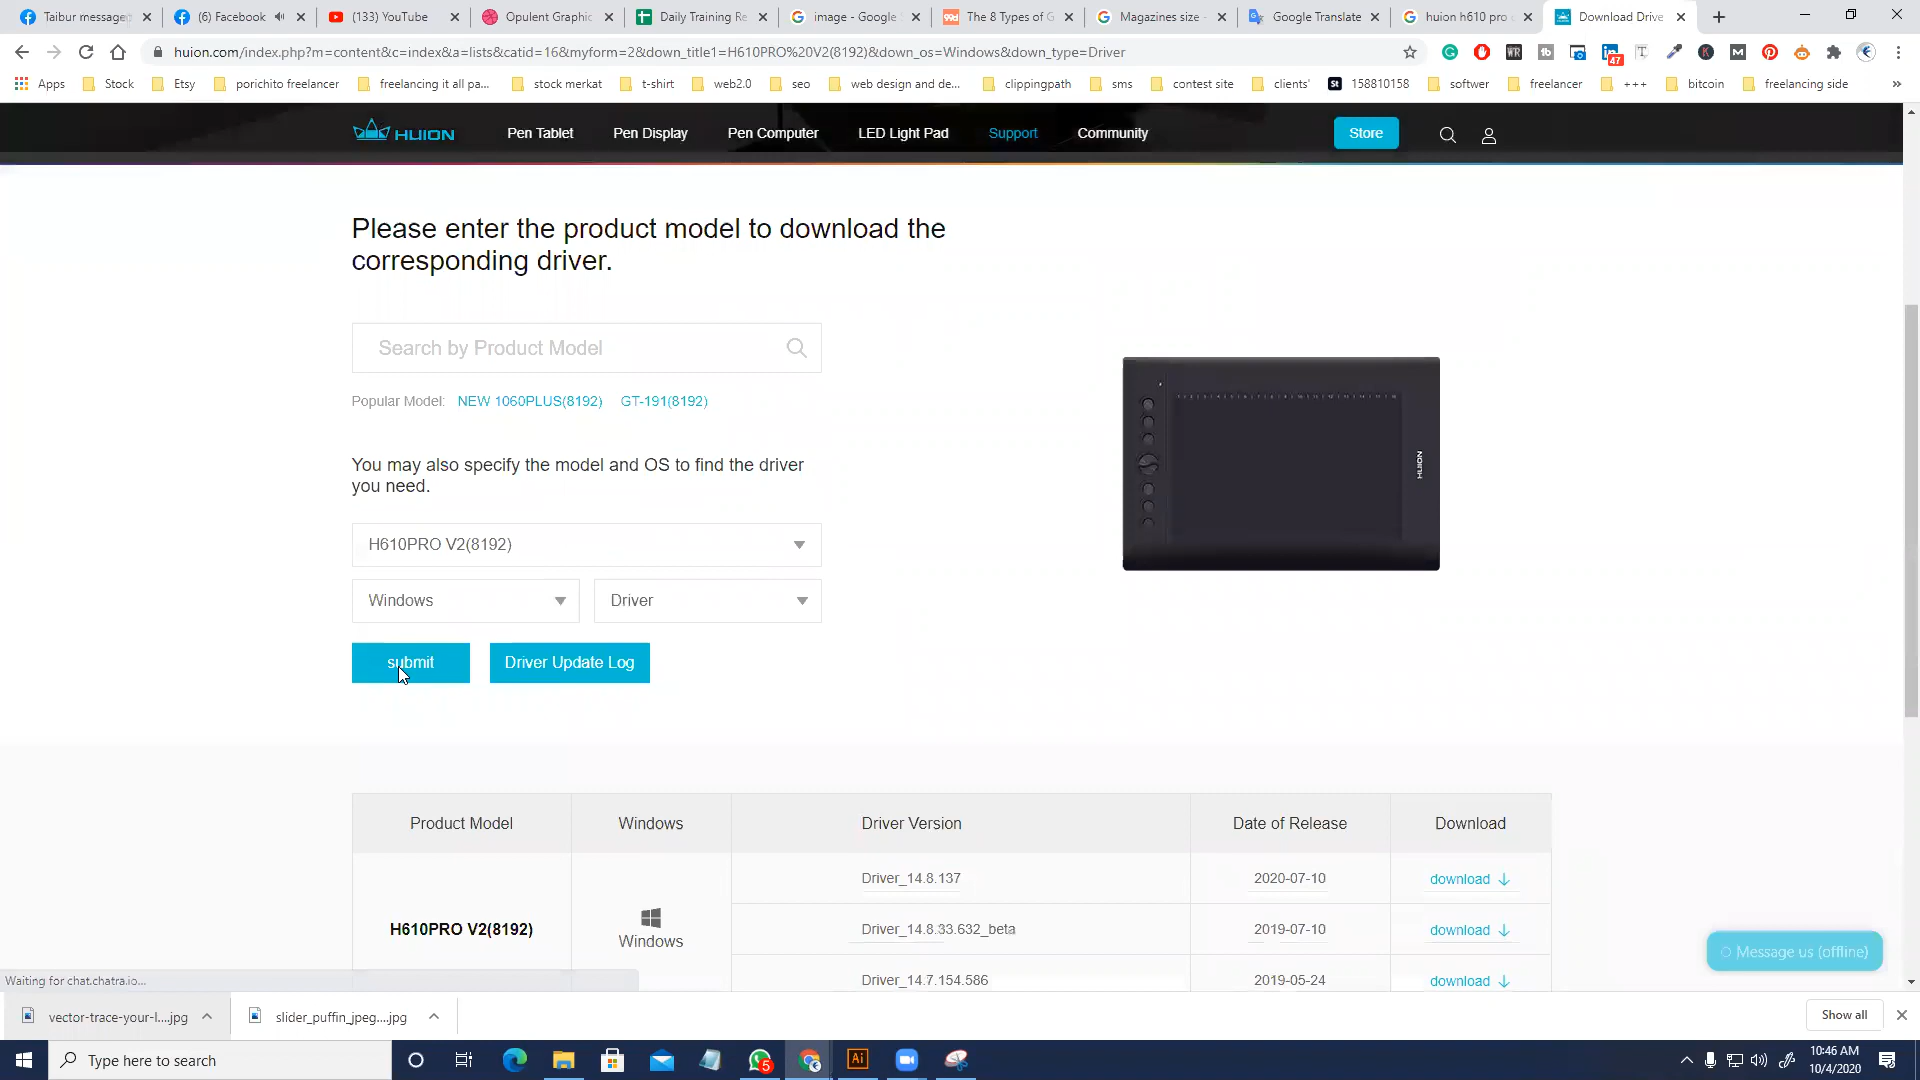 Taibur message
(6) Facebook
(133) YouTube
Opulent Graphic
Daily Training Re
image - Google S
The 8 Types of G
Magazines size -
Google Translate
huion h610 pro
Download Drive
huion.com/index.php?m=content&c=index&a=lists&catid=16&myform=2&down_title1=H610PRO%20V2(8192)&down_os=Windows&down_type=Driver
47
Apps
Stock
Etsy
porichito freelancer
freelancing it all pa...
stock merkat
t-shirt
web2.0
seo
web design and de...
clippingpath
sms
contest site
clients'
St 158810158
softwer
freelancer
+++
bitcoin
freelancing side
»
HUION
Pen Tablet
Pen Display
Pen Computer
LED Light Pad
Support
Community
Store
Please enter the product model to download the
corresponding driver.
Search by Product Model
Popular Model: NEW 1060PLUS(8192) GT-191(8192)
HUION
You may also specify the model and OS to find the driver
you need.
H610PRO V2(8192)
Windows
Driver
submit
Driver Update Log
Product Model
Windows
Driver Version
Date of Release
Download
Driver_14.8.137
2020-07-10
download
H610PRO V2(8192)
Windows
Driver_14.8.33.632_beta
2019-07-10
download
Message us (offline)
Driver_14.7.154.586
2019-05-24
download
Waiting for chat.chatra.io...
vector-trace-your-l....jpg
slider_puffin_jpeg....jpg
Show all
Type here to search
5
Ai
10:46 AM
10/4/2020